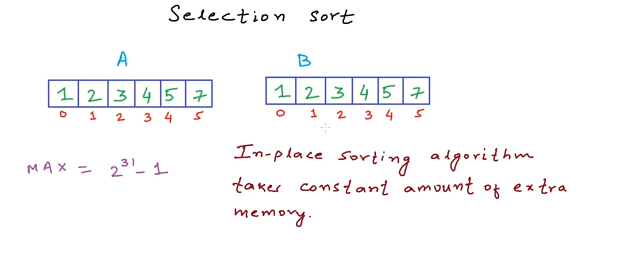 Selection sort
A B
1 2 3 4 5 7 1 2 3 4 5 7
0 1 2 3 4 5 0 1 2 3 4 5
MAX = 2^31 - 1
In-place sorting algorithm
takes constant amount of extra
memory.